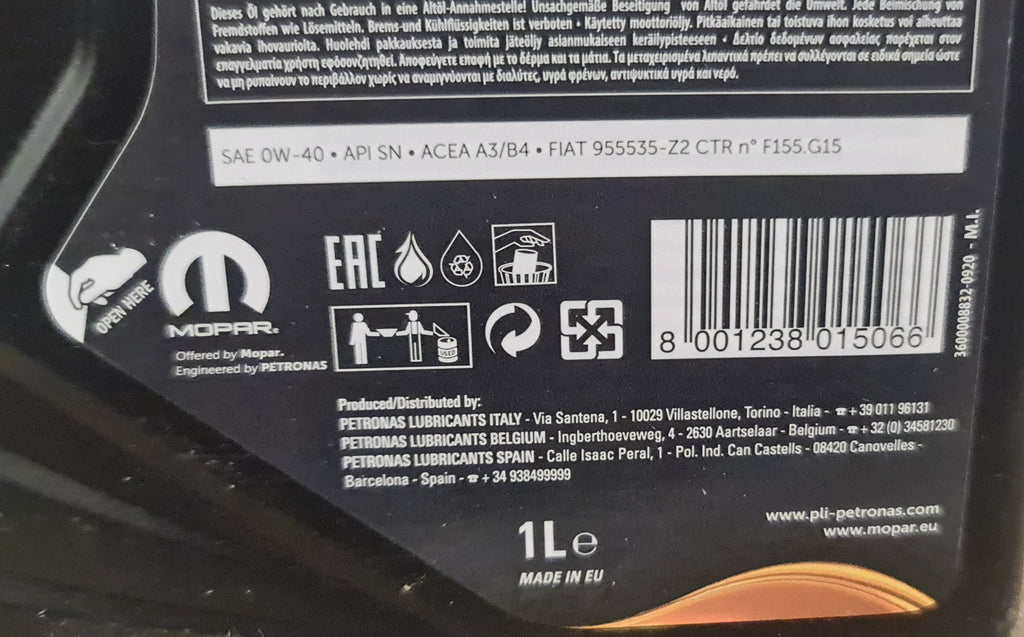 Dieses Öl gehört nach Gebrauch in eine Altöl-Annahmestelle! Unsachgemäße Beseitigung von Altöl gefährdet die Umwelt. Jede Beimischung von
Fremdstoffen wie Lösemitteln. Brems-und Kühlflüssigkeiten ist verboten • Käytetty moottoriöljy. Pitkäaikainen tai toistuva ihon kosketus voi aiheuttaa
vakavia ihovaurioita. Huolehdi pakkauksesta ja toimita jäteöljy asianmukaiseen keräilypisteeseen • Δελτίο δεδομένων ασφαλείας παρέχεται στον
επαγγελματία χρήστη εφόσον ζητηθεί. Αποφεύγετε επαφή με το δέρμα και τα μάτια. Τα μεταχειρισμένα λιπαντικά πρέπει να συλλέγονται σε ειδικά σημεία ώστε
να μη ρυπαίνουν το περιβάλλον χωρίς να αναμιγνύονται με διαλύτες, υγρά φρένων, αντιψυκτικά υγρά και νερό.
SAE 0W-40 • API SN • ACEA A3/B4 • FIAT 955535-Z2 CTR n° F155.G15
OPEN HERE
MOPAR®
Offered by Mopar®
Engineered by PETRONAS
EAC
USED
8 001238 015066
3600008832-0920 - M.I.
Produced/Distributed by:
PETRONAS LUBRICANTS ITALY - Via Santena, 1 - 10029 Villastellone, Torino - Italia - ☎ +39 011 96131
PETRONAS LUBRICANTS BELGIUM - Ingberthoeveweg, 4 - 2630 Aartselaar - Belgium - ☎ + 32 (0) 34581230
PETRONAS LUBRICANTS SPAIN - Calle Isaac Peral, 1 - Pol. Ind. Can Castells - 08420 Canovelles -
Barcelona - Spain - ☎ + 34 938499999
www.pli-petronas.com
www.mopar.eu
1L ℮
MADE IN EU